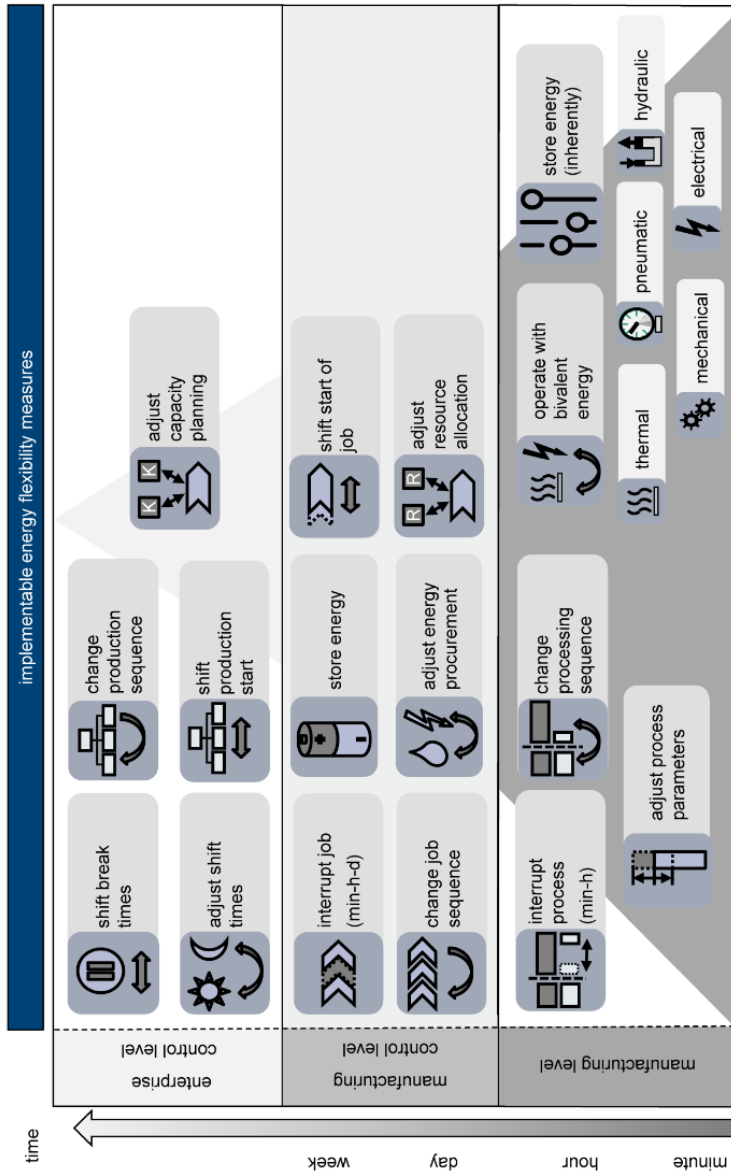 implementable energy flexibility measures
time
week
day
hour
minute
enterprise
control level
shift break
times
change
production
sequence
adjust shift
times
shift
production
start
adjust
capacity
planning
K
K
manufacturing
control level
interrupt job
(min-h-d)
store energy
shift start of
job
change job
sequence
adjust energy
procurement
adjust
resource
allocation
R
R
manufacturing level
interrupt
process
(min-h)
change
processing
sequence
operate with
bivalent
energy
store energy
(inherently)
adjust process
parameters
thermal
pneumatic
hydraulic
mechanical
electrical